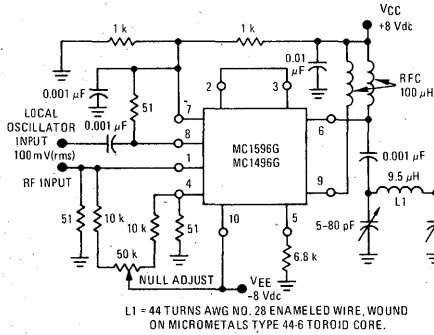 VCC
+8 Vdc
1 k
1 k
0.01
µF
RFC
100 µH
0.001 µF
51
2
3
7
LOCAL
OSCILLATOR
INPUT
100 mV(rms)
0.001 µF
8
MC1596G
MC1496G
6
0.001 µF
RF INPUT
1
4
9
9.5 µH
L1
51
10 k
10 k
51
10
5
5-80 pF
50 k
6.8 k
NULL ADJUST
VEE
-8 Vdc
L1 = 44 TURNS AWG NO. 28 ENAMELED WIRE, WOUND
ON MICROMETALS TYPE 44-6 TOROID CORE.